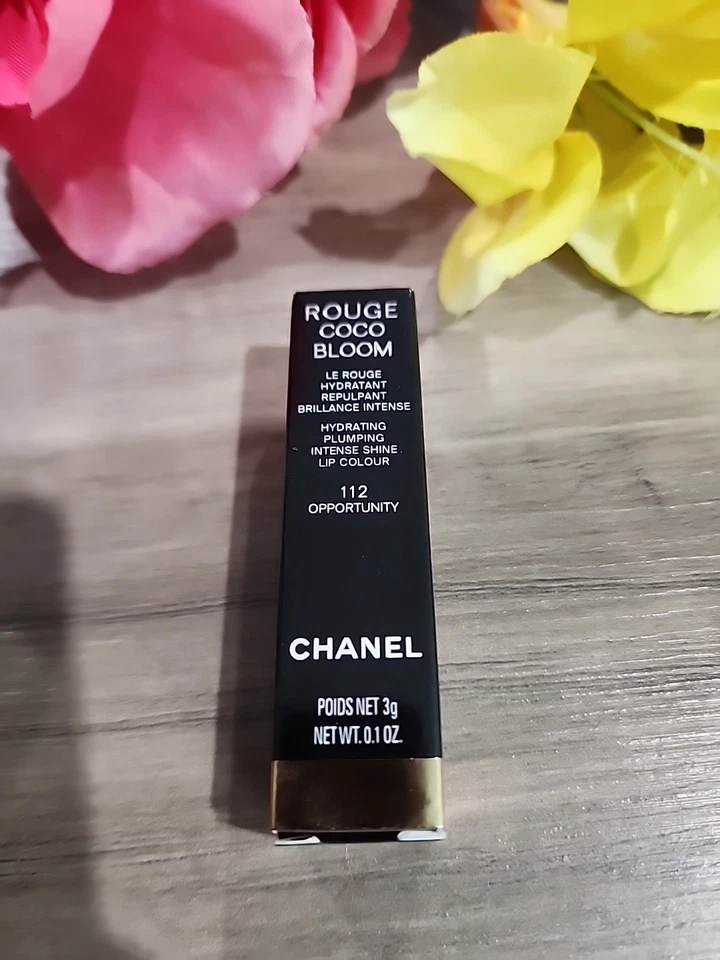 ROUGE
COCO
BLOOM
LE ROUGE
HYDRATANT
REPULPANT
BRILLANCE INTENSE
HYDRATING
PLUMPING
INTENSE SHINE
LIP COLOUR
112
OPPORTUNITY
CHANEL
POIDS NET 3g
NET WT. 0.1 OZ.